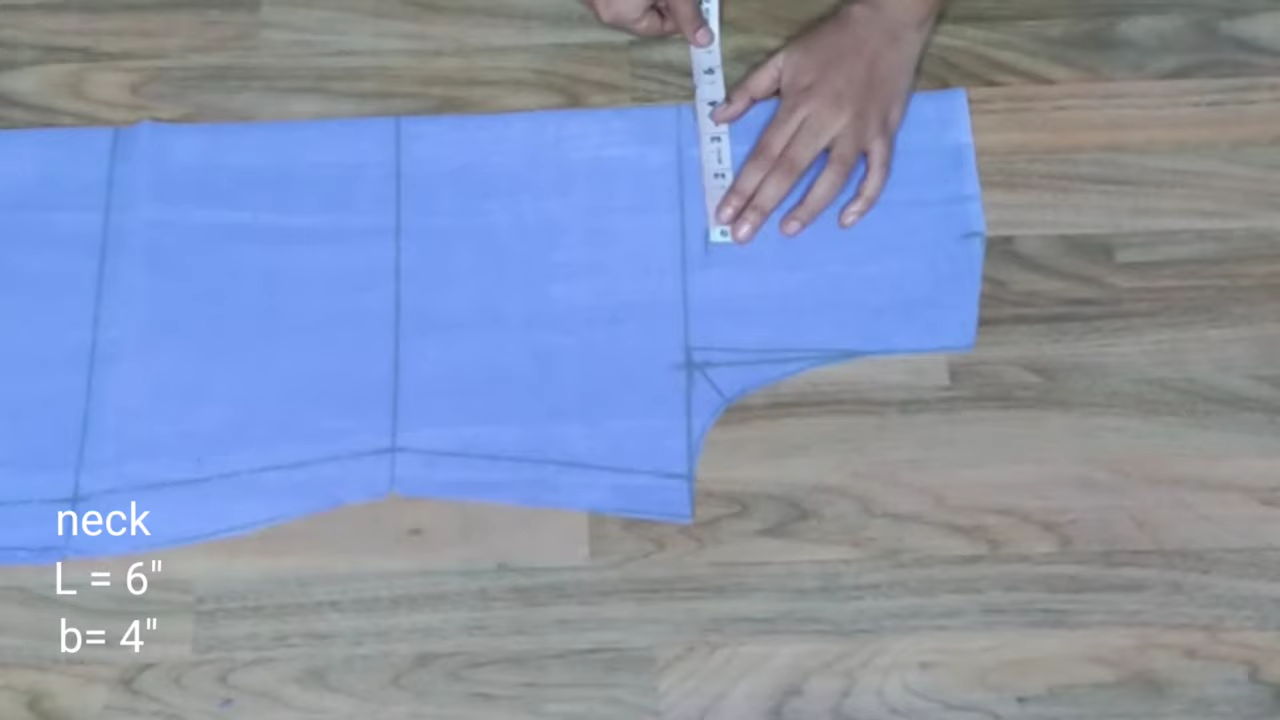 neck
L = 6"
b= 4"